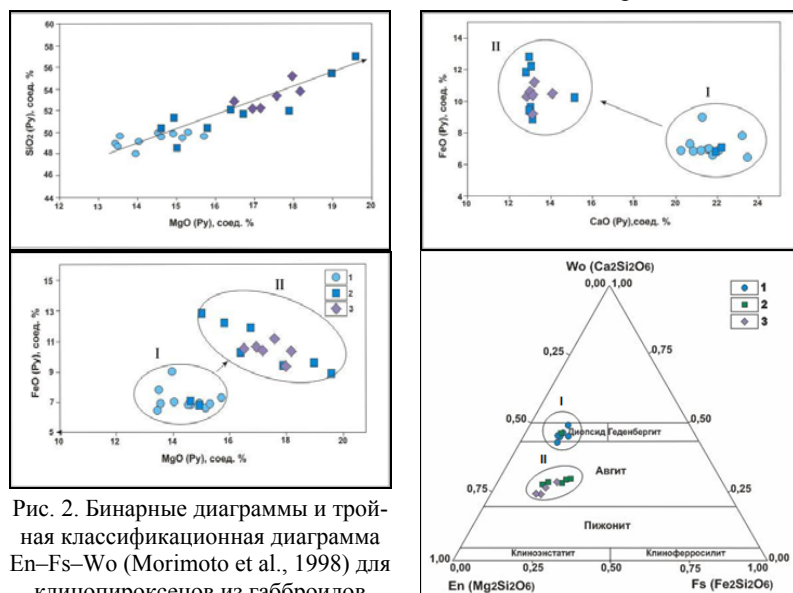 60
58
56
54
52
50
48
46
44
SiO2 (Py), соед. %
12 13 14 15 16 17 18 19 20
MgO (Py), соед. %
16
14
12
10
8
6
4
FeO (Py), соед. %
II
I
10 12 14 16 18 20 22 24
CaO (Py),соед. %
15
13
11
9
7
5
FeO (Py), соед. %
I
II
1
2
3
10 12 14 16 18 20
MgO (Py), соед. %
Wo (Ca2Si2O6)
0,00 1,00
1
2
3
0,25 0,75
I
0,50 0,50
Диопсид Геденбергит
II
Авгит
0,75 0,25
Пижонит
Клиноэнстатит Клиноферросилит
1,00 0,00
0,00 0,25 0,50 0,75 1,00
En (Mg2Si2O6) Fs (Fe2Si2O6)
Рис. 2. Бинарные диаграммы и трой-
ная классификационная диаграмма
En–Fs–Wo (Morimoto et al., 1998) для
клинопироксенов из габброидов